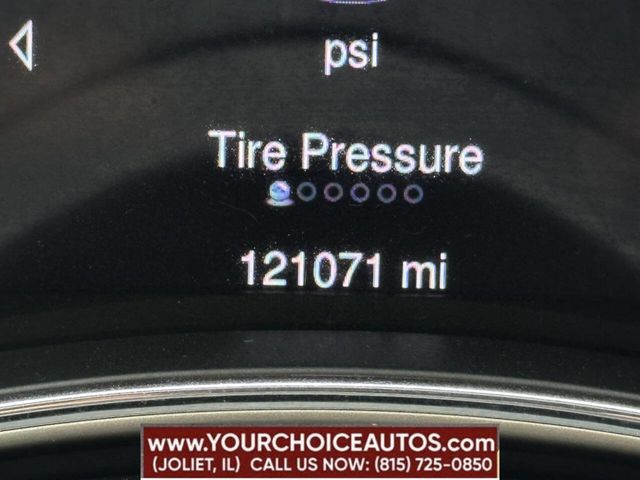 psi
Tire Pressure
121071 mi
www.YOURCHOICEAUTOS.com
(JOLIET, IL) CALL US NOW: (815) 725-0850